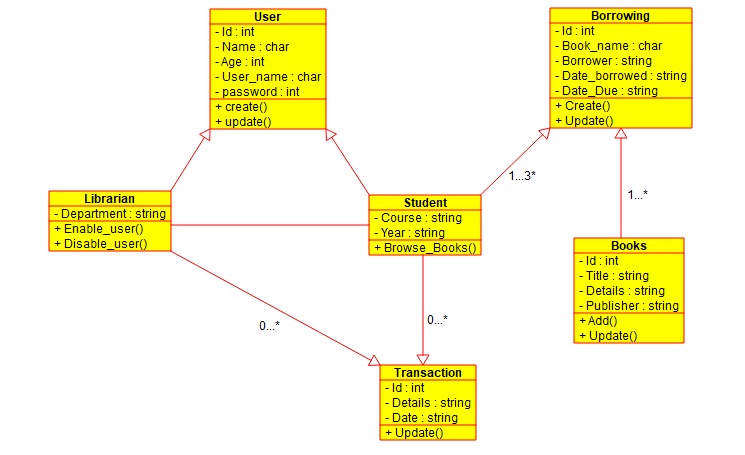 User
- Id : int
- Name : char
- Age : int
- User_name : char
- password : int
+ create()
+ update()
Borrowing
- Id : int
- Book_name : char
- Borrower : string
- Date_borrowed : string
- Date_Due : string
+ Create()
+ Update()
1...3*
1...*
Librarian
- Department : string
+ Enable_user()
+ Disable_user()
Student
- Course : string
- Year : string
+ Browse_Books()
Books
- Id : int
- Title : string
- Details : string
- Publisher : string
+ Add()
+ Update()
0...*
0...*
Transaction
- Id : int
- Details : string
- Date : string
+ Update()